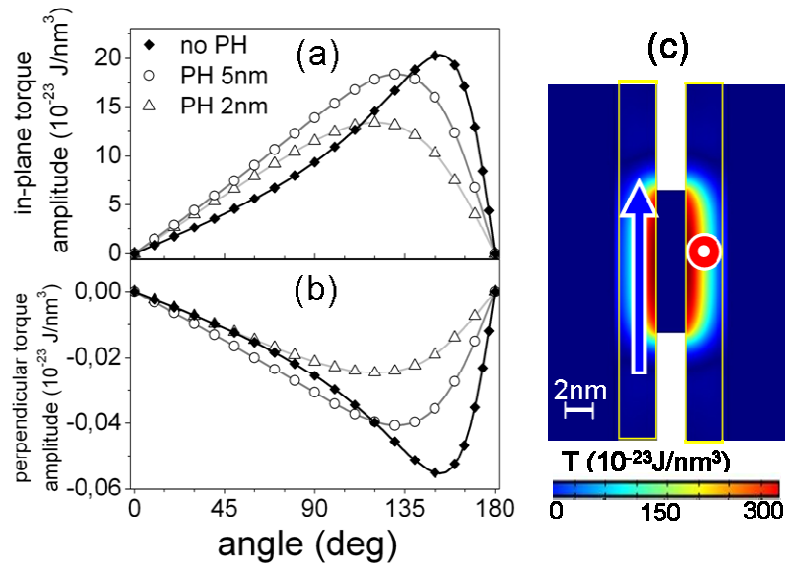 (a)
no PH
PH 5nm
PH 2nm
in-plane torque
amplitude (10⁻²³ J/nm³)
20
15
10
5
0
(b)
perpendicular torque
amplitude (10⁻²³ J/nm³)
0,00
-0,02
-0,04
-0,06
0 45 90 135 180
angle (deg)
(c)
2nm
T (10⁻²³J/nm³)
0 150 300